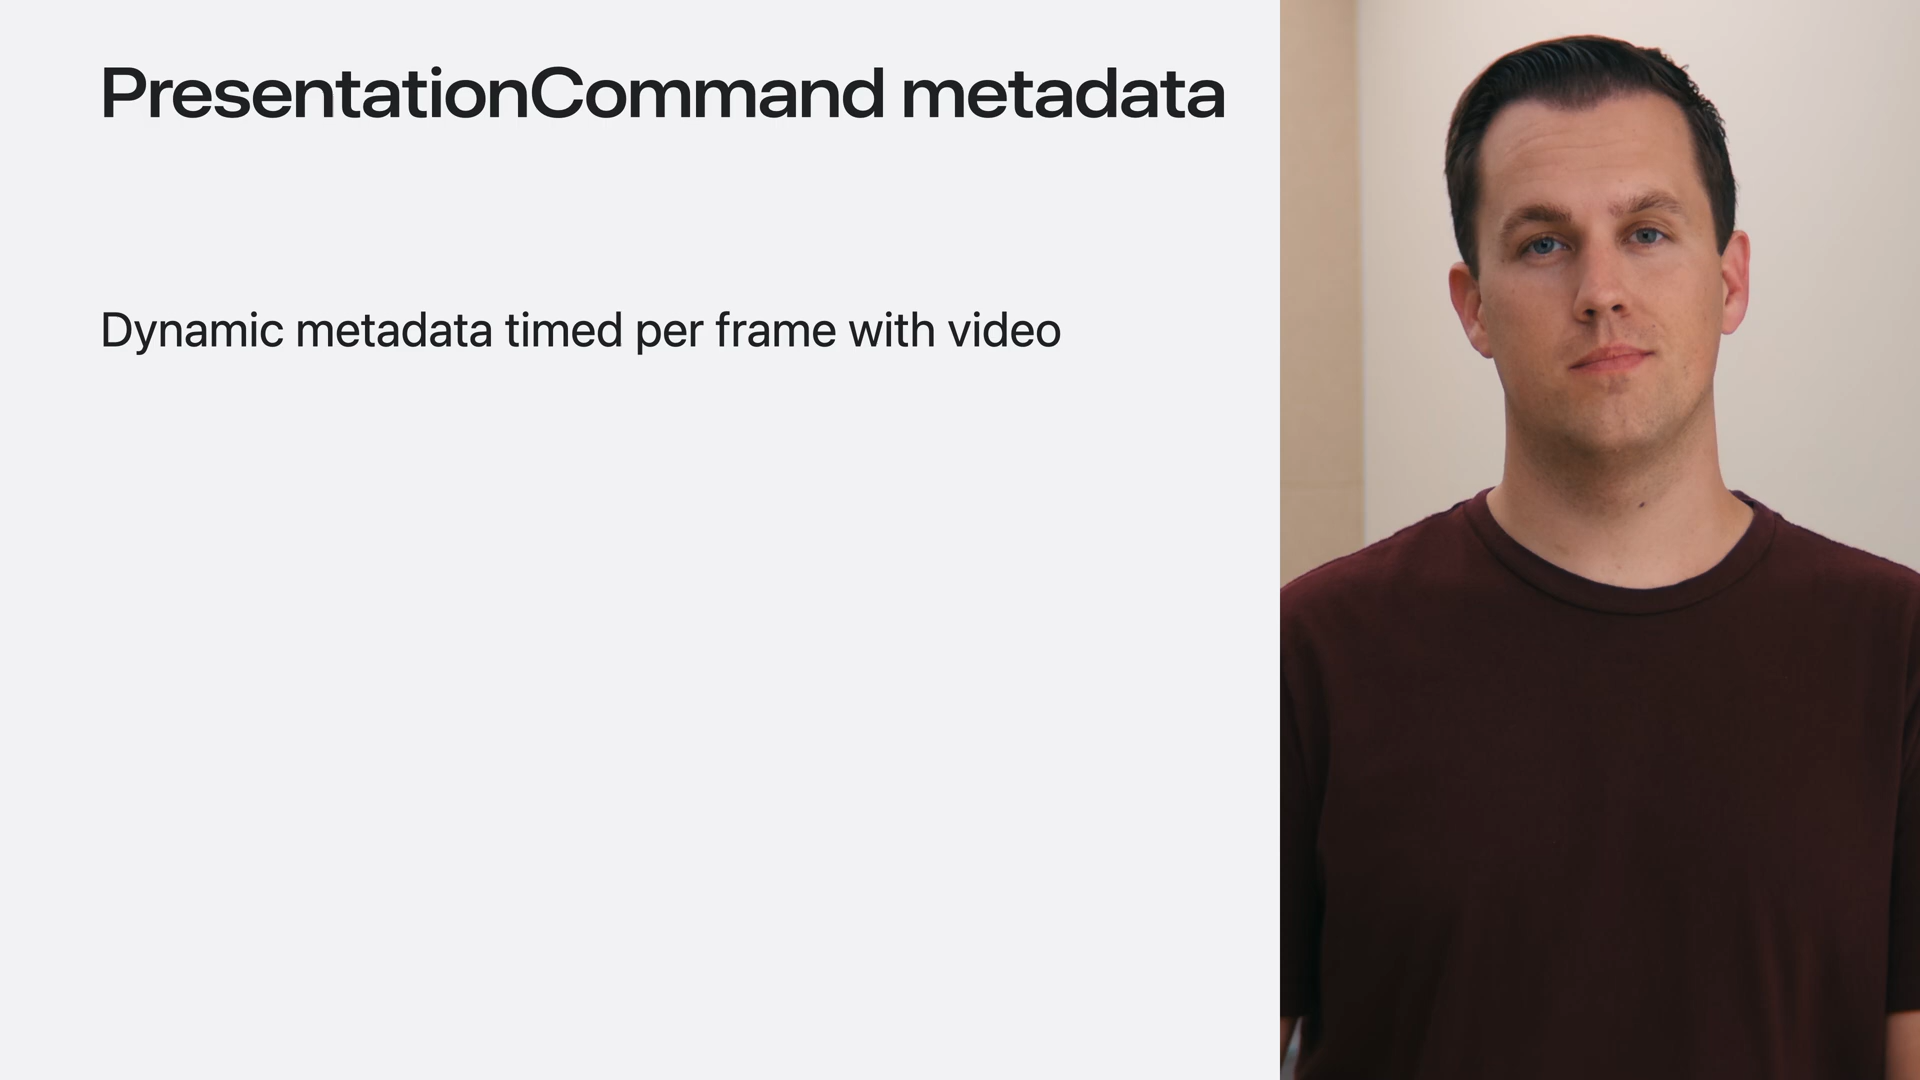 PresentationCommand metadata
Dynamic metadata timed per frame with video